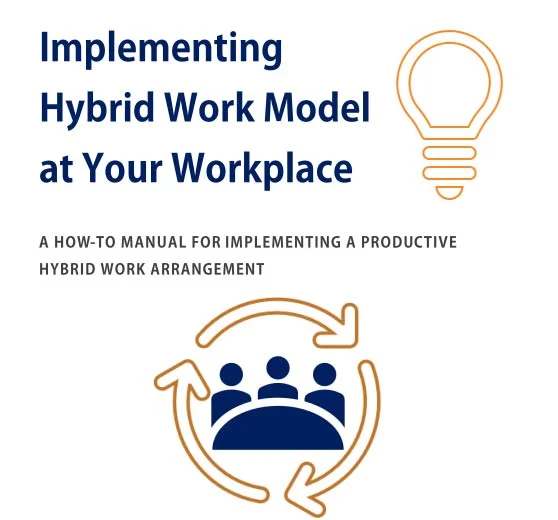 Implementing
Hybrid Work Model
at Your Workplace
A HOW-TO MANUAL FOR IMPLEMENTING A PRODUCTIVE
HYBRID WORK ARRANGEMENT